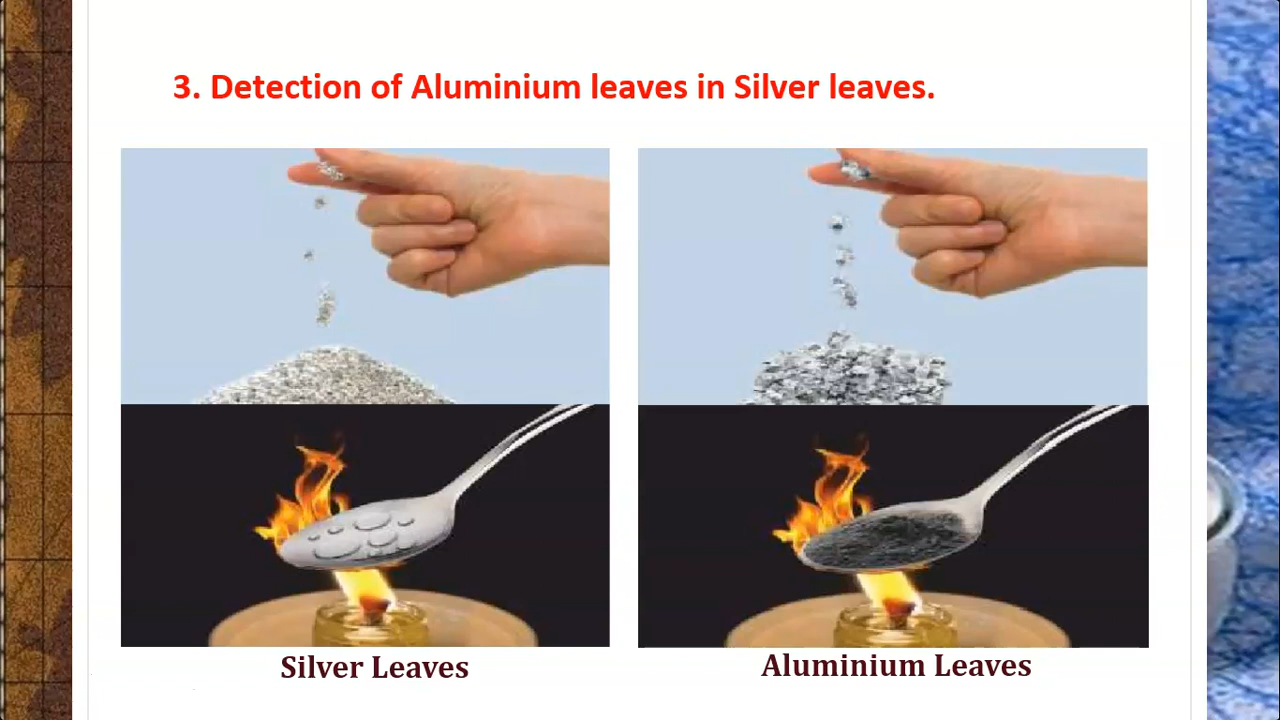 3. Detection of Aluminium leaves in Silver leaves.
Silver Leaves
Aluminium Leaves